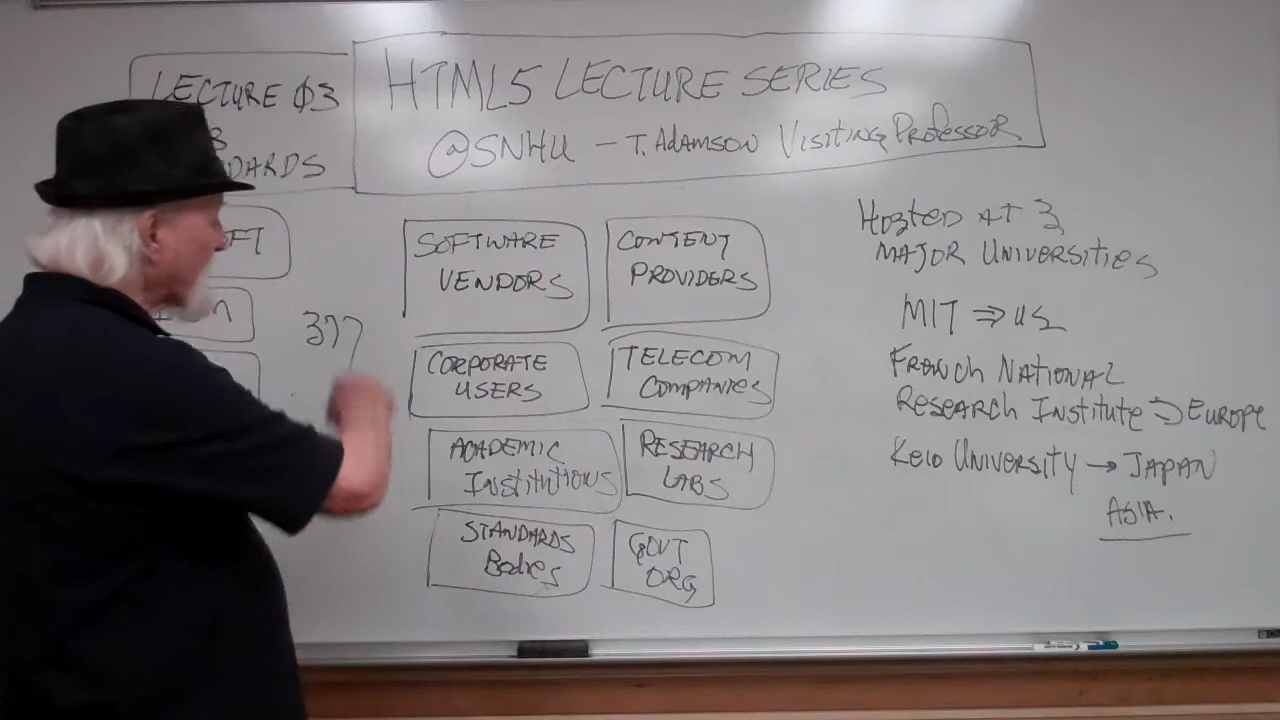 LECTURE Ø3
DARDS
HTML5 LECTURE SERIES
@SNHU – T. ADAMSON VISITING PROFESSOR
377
SOFTWARE
VENDORS
CONTENT
PROVIDERS
CORPORATE
USERS
TELECOM
COMPANIES
ACADEMIC
INSTITUTIONS
RESEARCH
LABS
STANDARDS
Bodies
GOVT
ORG
HOSTED AT 3
MAJOR UNIVERSITIES
MIT ⇒ US
FRENCH NATIONAL
RESEARCH INSTITUTE ⊃ EUROPE
KEIO UNIVERSITY → JAPAN
ASIA.